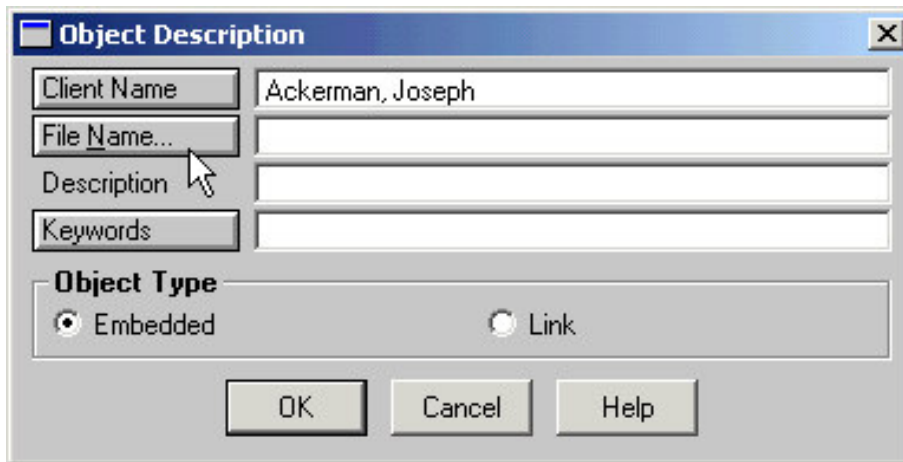 Object Description
Client Name Ackerman, Joseph
File Name...
Description
Keywords
Object Type
Embedded Link
OK Cancel Help